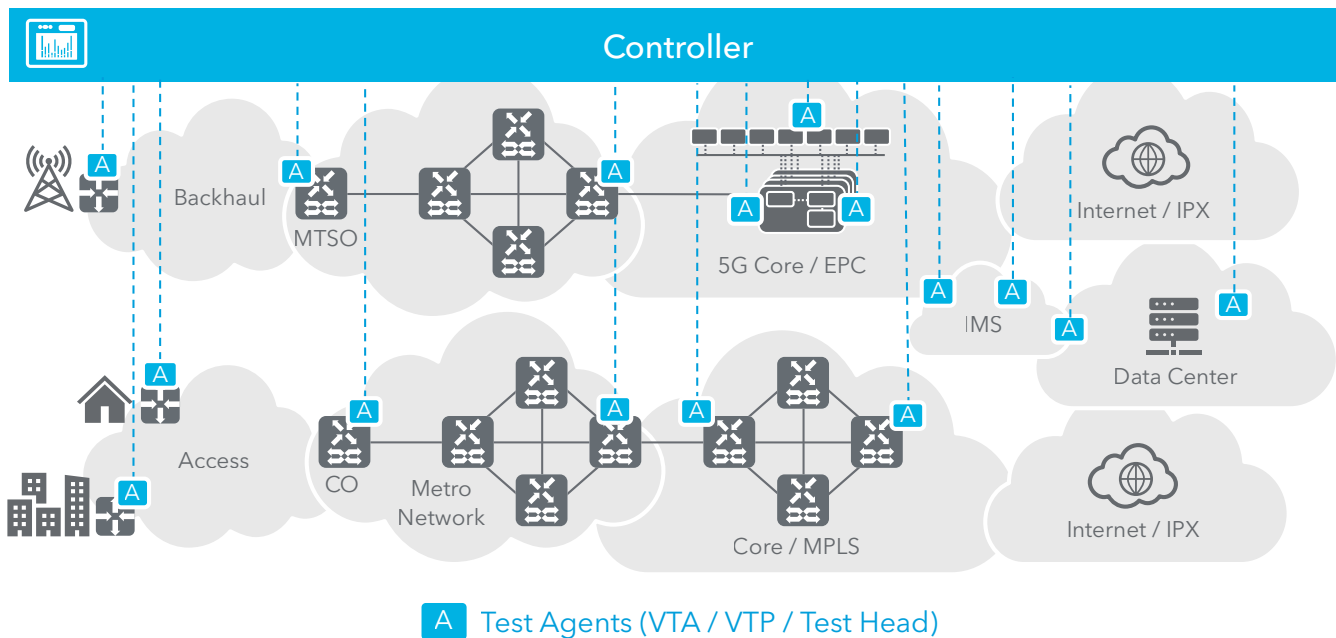 Controller
A
A
A
A
A
Backhaul
MTSO
A
A
5G Core / EPC
Internet / IPX
A
A
IMS
A
A
Data Center
A
A
A
A
A
Access
A
CO
Metro
Network
Core / MPLS
Internet / IPX
A Test Agents (VTA / VTP / Test Head)